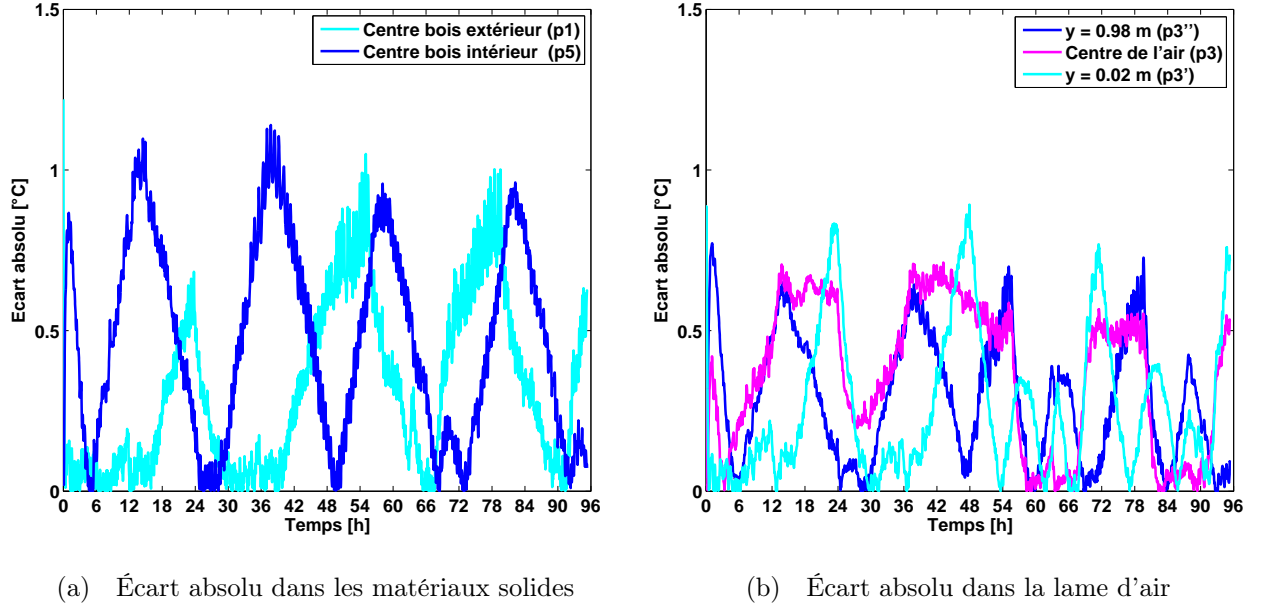 1.5
1
0.5
0
Ecart absolu [°C]
Centre bois extérieur (p1)
Centre bois intérieur (p5)
0 6 12 18 24 30 36 42 48 54 60 66 72 78 84 90 96
Temps [h]
(a) Écart absolu dans les matériaux solides
1.5
1
0.5
0
Ecart absolu [°C]
y = 0.98 m (p3'')
Centre de l'air (p3)
y = 0.02 m (p3')
0 6 12 18 24 30 36 42 48 54 60 66 72 78 84 90 96
Temps [h]
(b) Écart absolu dans la lame d'air